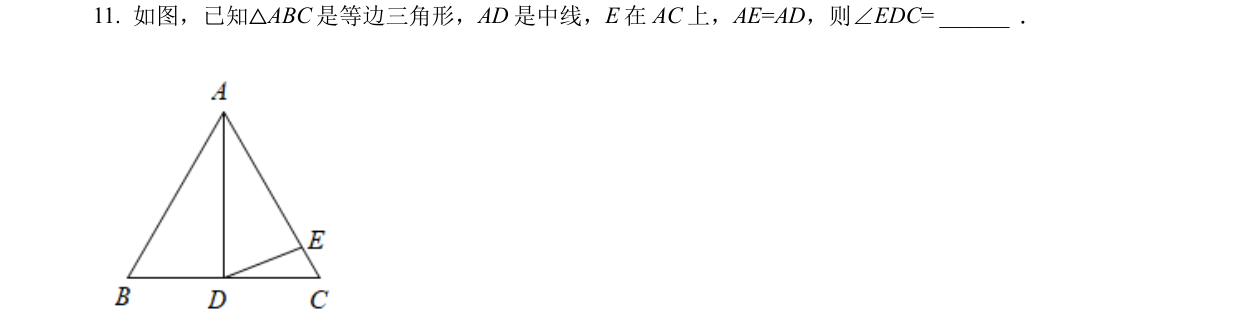 11. 如图，已知△ABC是等边三角形，AD是中线，E在AC上，AE=AD，则∠EDC= ______ ．
A
E
B
D
C